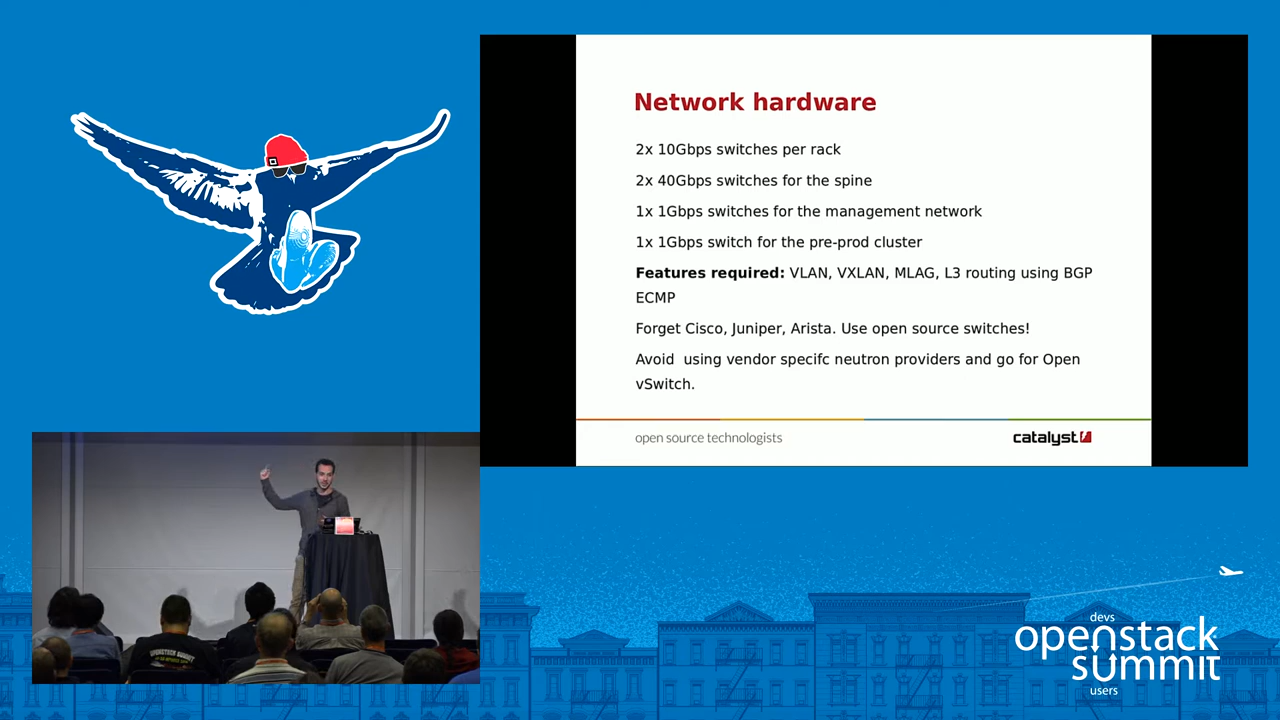 Network hardware
2x 10Gbps switches per rack
2x 40Gbps switches for the spine
1x 1Gbps switches for the management network
1x 1Gbps switch for the pre-prod cluster
Features required: VLAN, VXLAN, MLAG, L3 routing using BGP
ECMP
Forget Cisco, Juniper, Arista. Use open source switches!
Avoid  using vendor specifc neutron providers and go for Open
vSwitch.
open source technologists
catalyst
OPENSTACK SUMMIT
devs
openstack
summit
users